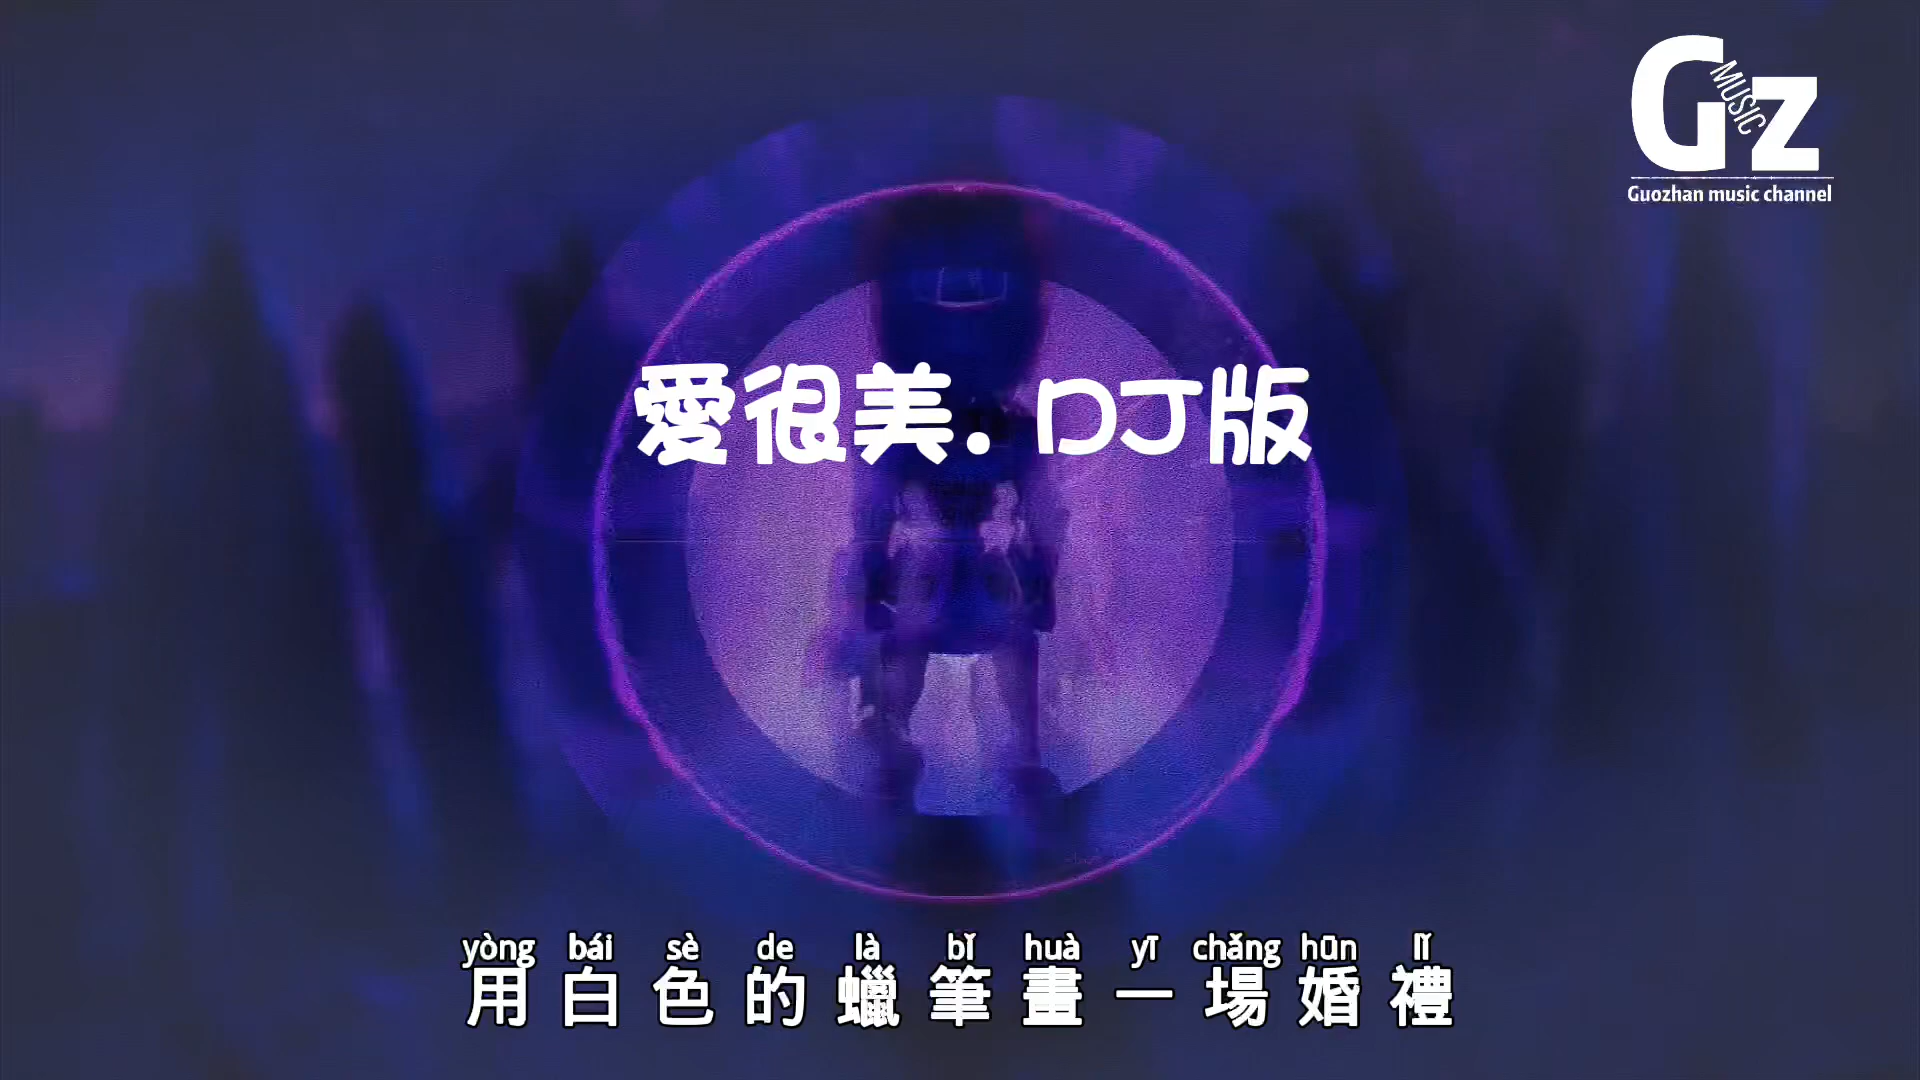 Gz
MUSIC
Guozhan music channel
愛很美. DJ版
yòng bái sè de là bǐ huà yī chǎng hūn lǐ
用白色的蠟筆畫一場婚禮